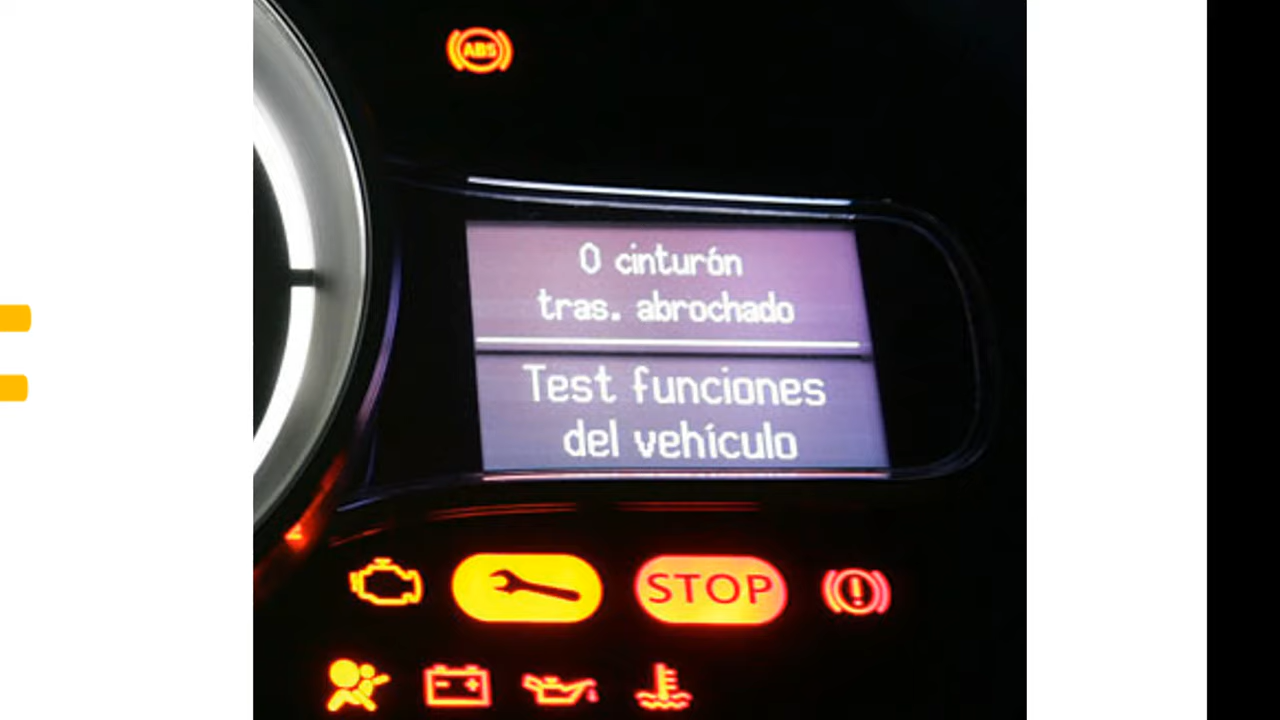 ABS
0 cinturón
tras. abrochado
Test funciones
del vehículo
STOP